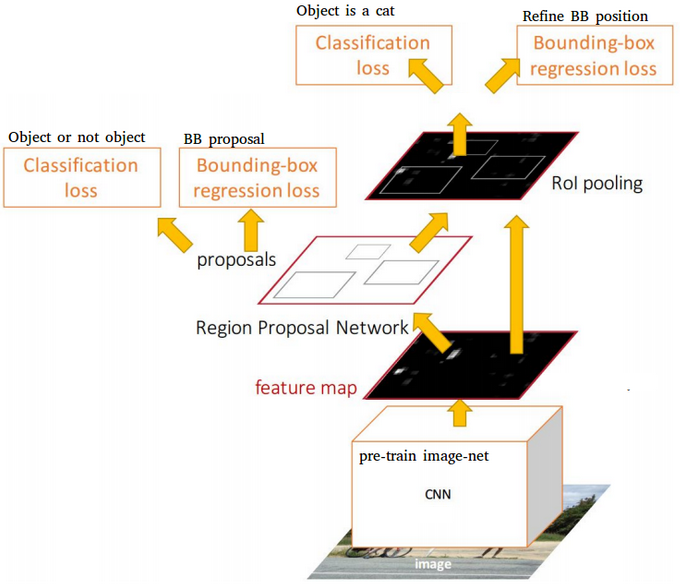 Object is a cat
Refine BB position
Classification
loss
Bounding-box
regression loss
Object or not object
BB proposal
Classification
loss
Bounding-box
regression loss
RoI pooling
proposals
Region Proposal Network
feature map
pre-train image-net
CNN
image